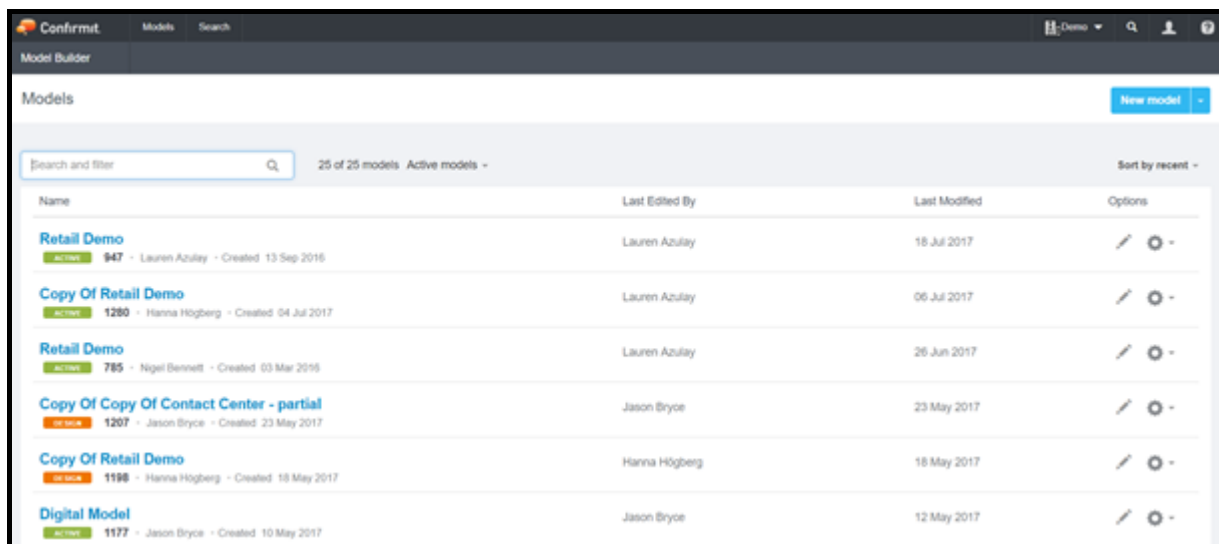 Confirmit. Models Search Demo
Model Builder
Models New model
Search and filter 25 of 25 models Active models Sort by recent
Name Last Edited By Last Modified Options
Retail Demo
Lauren Azulay 18 Jul 2017
ACTIVE 947 • Lauren Azulay • Created 13 Sep 2016
Copy Of Retail Demo
Lauren Azulay 06 Jul 2017
ACTIVE 1280 • Hanna Högberg • Created 04 Jul 2017
Retail Demo
Lauren Azulay 26 Jun 2017
ACTIVE 785 • Nigel Bennett • Created 03 Mar 2016
Copy Of Copy Of Contact Center - partial
Jason Bryce 23 May 2017
DESIGN 1207 • Jason Bryce • Created 23 May 2017
Copy Of Retail Demo
Hanna Högberg 18 May 2017
DESIGN 1198 • Hanna Högberg • Created 18 May 2017
Digital Model
Jason Bryce 12 May 2017
ACTIVE 1177 • Jason Bryce • Created 10 May 2017